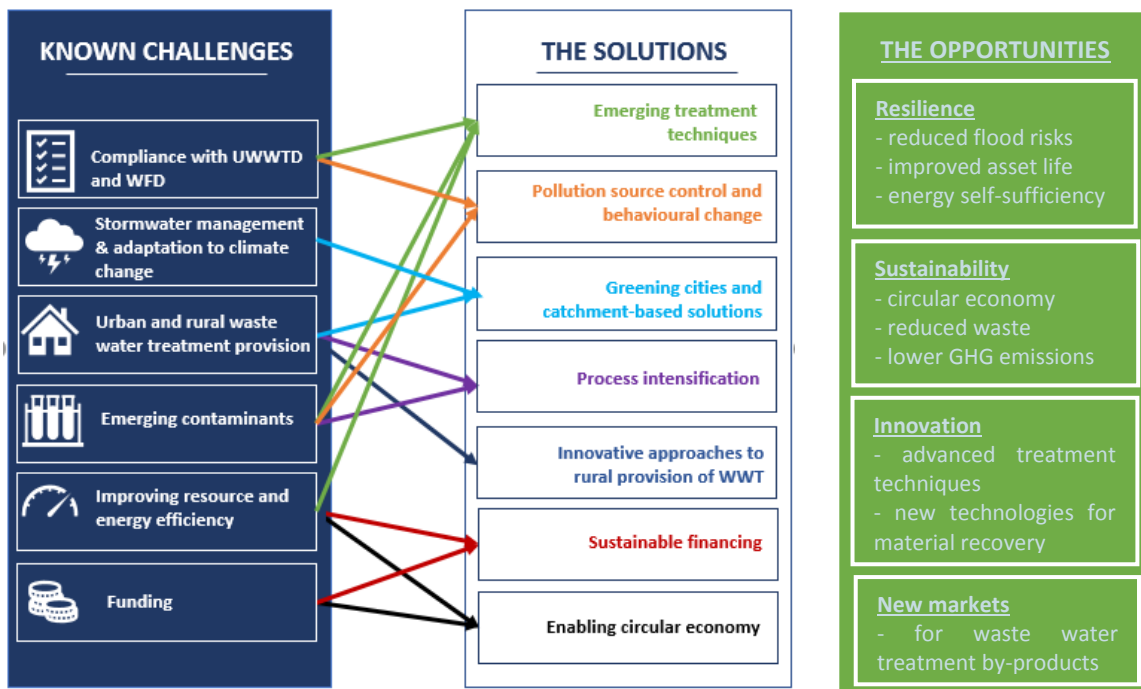 KNOWN CHALLENGES
Compliance with UWWTD
and WFD
Stormwater management
& adaptation to climate
change
Urban and rural waste
water treatment provision
Emerging contaminants
Improving resource and
energy efficiency
Funding
THE SOLUTIONS
Emerging treatment
techniques
Pollution source control and
behavioural change
Greening cities and
catchment-based solutions
Process intensification
Innovative approaches to
rural provision of WWT
Sustainable financing
Enabling circular economy
THE OPPORTUNITIES
Resilience
- reduced flood risks
- improved asset life
- energy self-sufficiency
Sustainability
- circular economy
- reduced waste
- lower GHG emissions
Innovation
- advanced treatment
techniques
- new technologies for
material recovery
New markets
- for waste water
treatment by-products